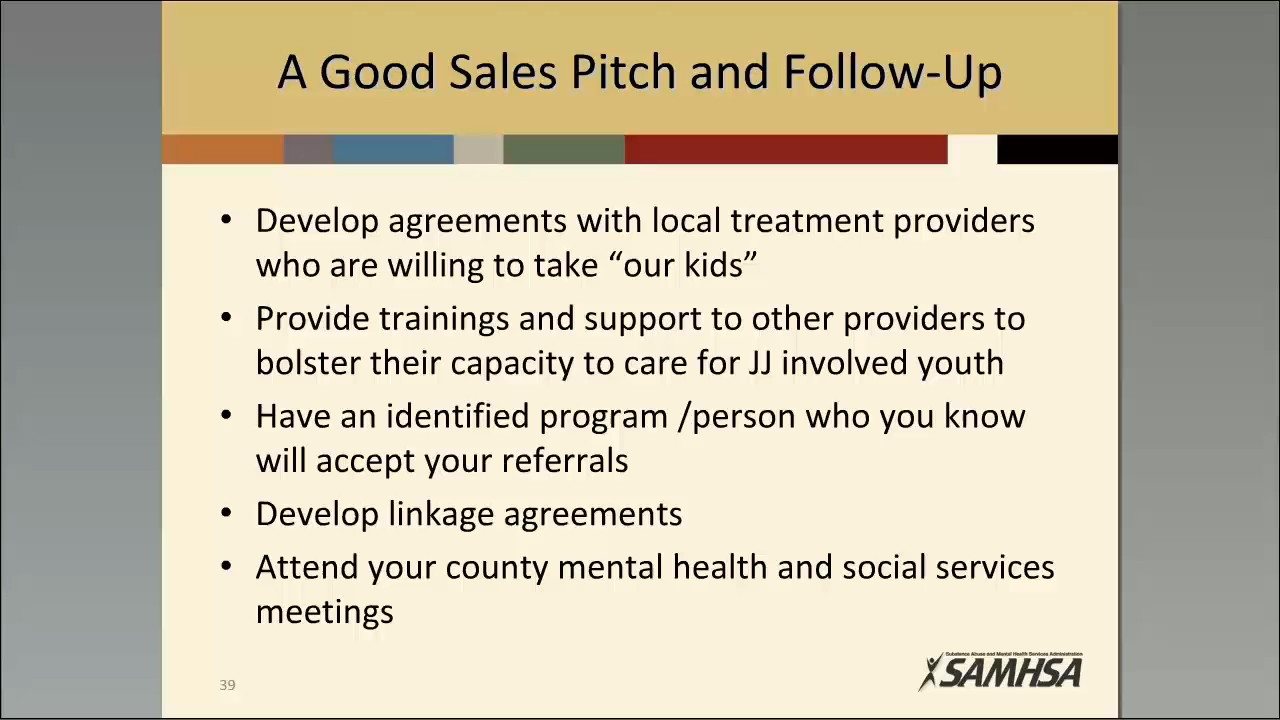 A Good Sales Pitch and Follow-Up
• Develop agreements with local treatment providers
who are willing to take “our kids”
• Provide trainings and support to other providers to
bolster their capacity to care for JJ involved youth
• Have an identified program /person who you know
will accept your referrals
• Develop linkage agreements
• Attend your county mental health and social services
meetings
Substance Abuse and Mental Health Services Administration
SAMHSA
39